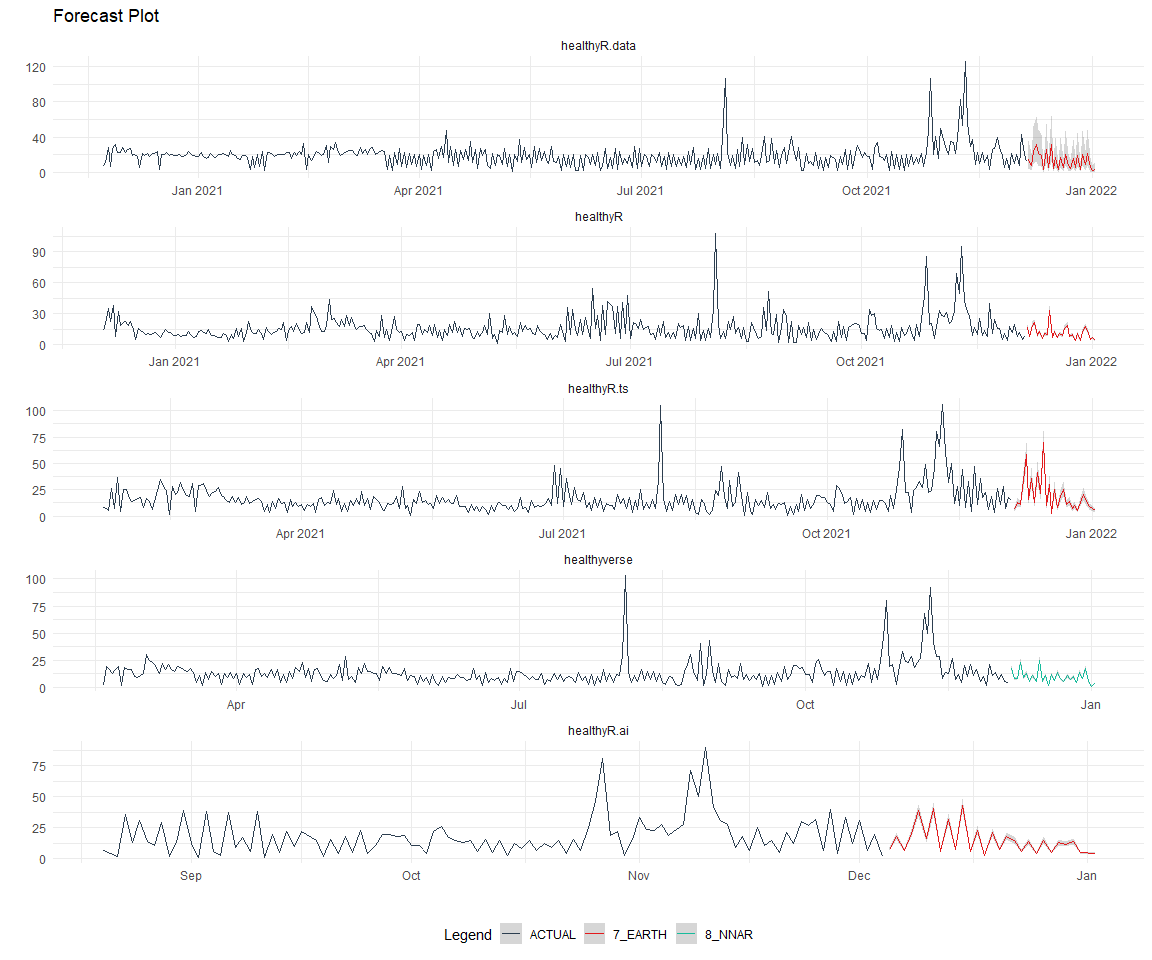 Forecast Plot
healthyR.data
120
80
40
0
Jan 2021 Apr 2021 Jul 2021 Oct 2021 Jan 2022
healthyR
90
60
30
0
Jan 2021 Apr 2021 Jul 2021 Oct 2021 Jan 2022
healthyR.ts
100
75
50
25
0
Apr 2021 Jul 2021 Oct 2021 Jan 2022
healthyverse
100
75
50
25
0
Apr Jul Oct Jan
healthyR.ai
75
50
25
0
Sep Oct Nov Dec Jan
Legend ACTUAL 7_EARTH 8_NNAR